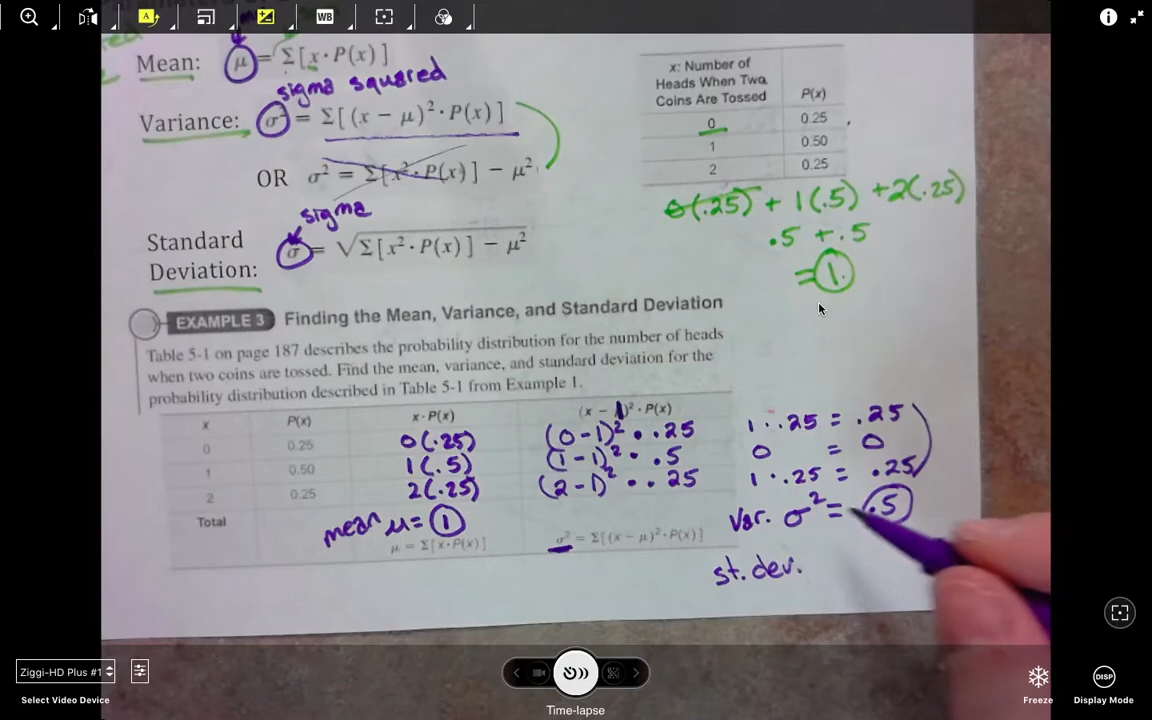 WB
Mean: μ = Σ[x·P(x)]
sigma squared
Variance: σ² = Σ[(x − μ)²·P(x)]
OR σ² = Σ[x²·P(x)] − μ²
sigma
Standard
Deviation: σ = √Σ[x²·P(x)] − μ²
x: Number of
Heads When Two
Coins Are Tossed P(x)
0 0.25
1 0.50
2 0.25
0(.25) + 1(.5) + 2(.25)
.5 + .5
= 1.
EXAMPLE 3 Finding the Mean, Variance, and Standard Deviation
Table 5-1 on page 187 describes the probability distribution for the number of heads
when two coins are tossed. Find the mean, variance, and standard deviation for the
probability distribution described in Table 5-1 from Example 1.
x P(x) x·P(x) (x − 1)²·P(x)
0 0.25 0(.25) (0-1)² · .25 1 · .25 = .25
1 0.50 1(.5) (1-1)² · .5 0 = 0
2 0.25 2(.25) (2-1)² · .25 1 · .25 = .25
Total mean μ = 1 Var. σ² = .5
μ = Σ[x·P(x)] σ² = Σ[(x − μ)²·P(x)]
st. dev.
Ziggi-HD Plus #1
Select Video Device
Time-lapse
Freeze
DISP
Display Mode